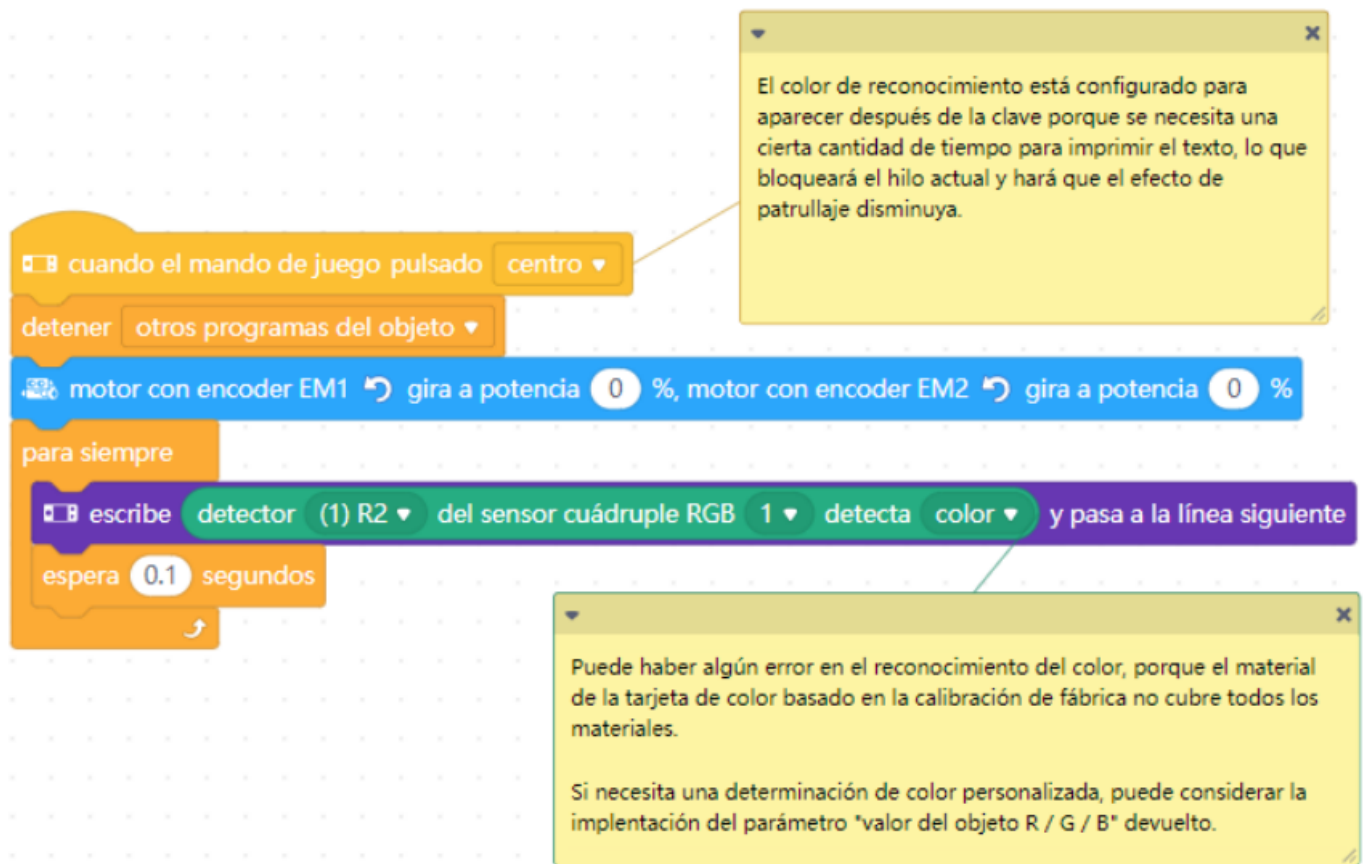 El color de reconocimiento está configurado para
aparecer después de la clave porque se necesita una
cierta cantidad de tiempo para imprimir el texto, lo que
bloqueará el hilo actual y hará que el efecto de
patrullaje disminuya.
cuando el mando de juego pulsado centro
detener otros programas del objeto
motor con encoder EM1 gira a potencia 0 %, motor con encoder EM2 gira a potencia 0 %
para siempre
escribe detector (1) R2 del sensor cuádruple RGB 1 detecta color y pasa a la línea siguiente
espera 0.1 segundos
Puede haber algún error en el reconocimiento del color, porque el material
de la tarjeta de color basado en la calibración de fábrica no cubre todos los
materiales.
Si necesita una determinación de color personalizada, puede considerar la
implentación del parámetro "valor del objeto R / G / B" devuelto.